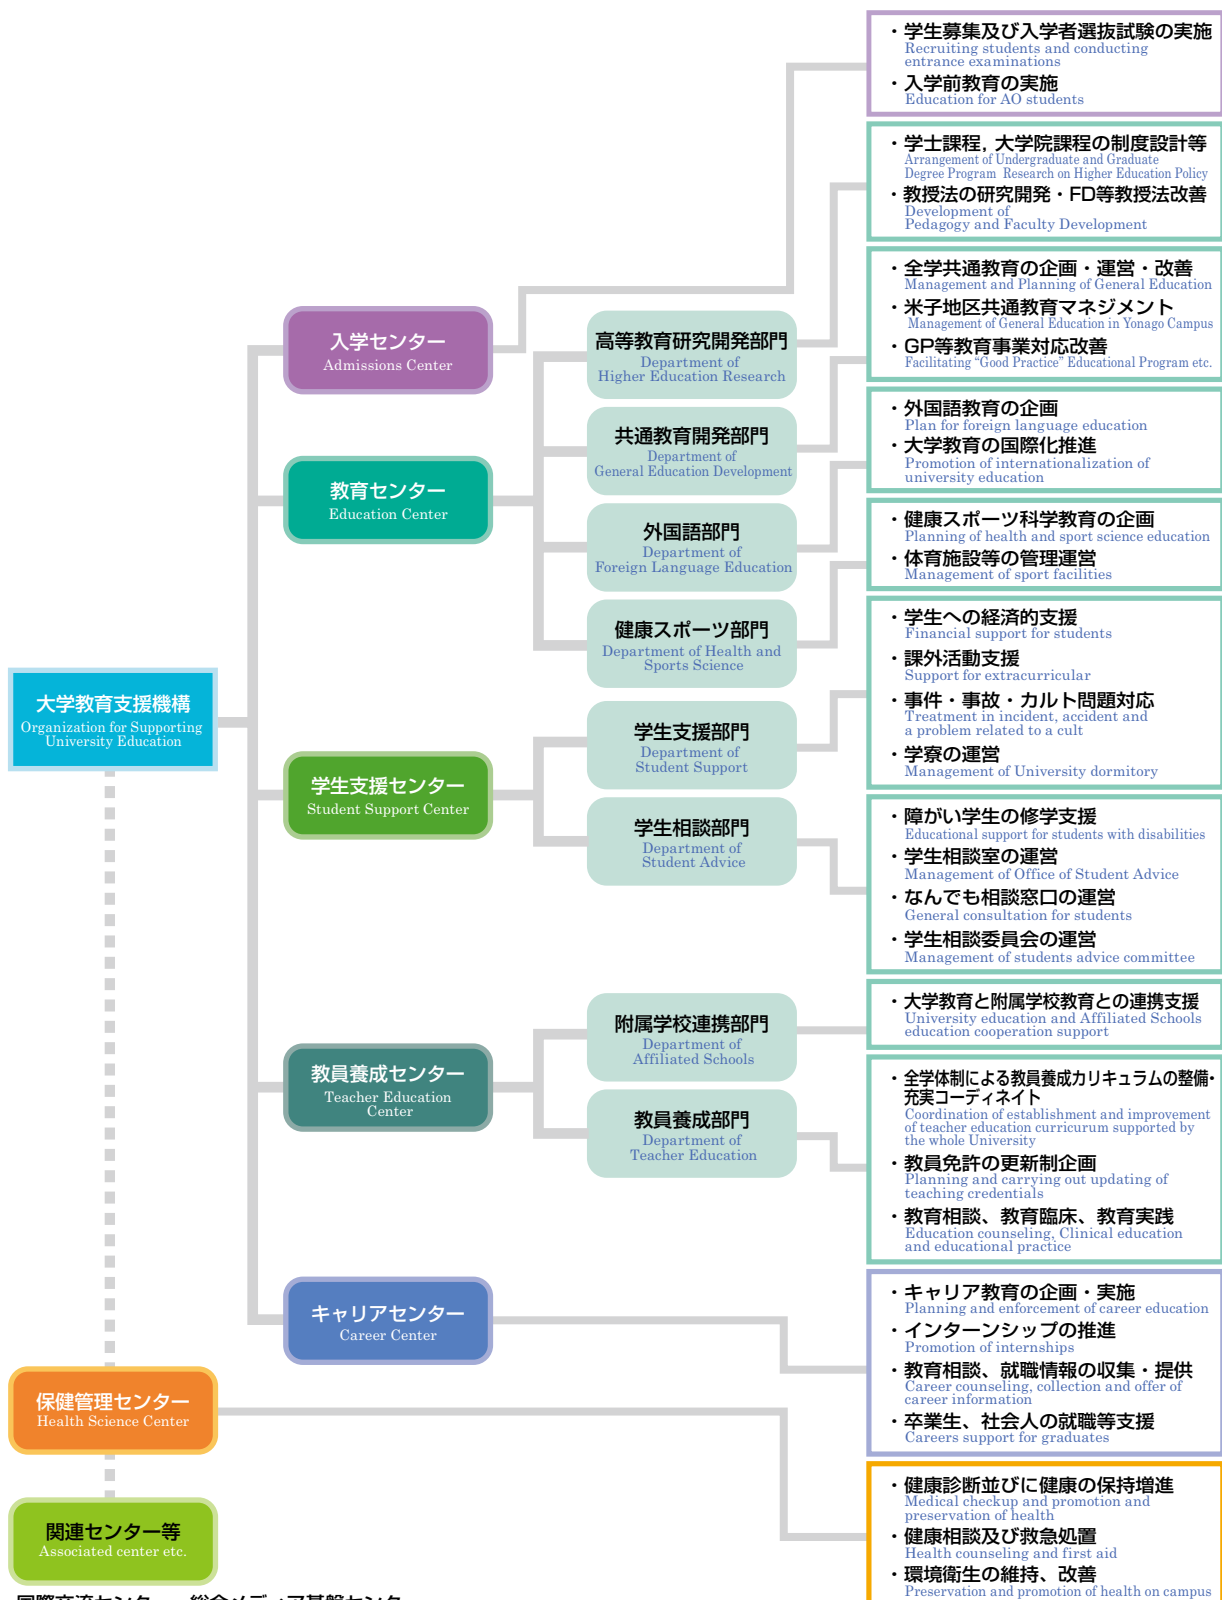 ・学生募集及び入学者選抜試験の実施
Recruiting students and conducting
entrance examinations
・入学前教育の実施
Education for AO students
・学士課程, 大学院課程の制度設計等
Arrangement of Undergraduate and Graduate
Degree Program Research on Higher Education Policy
・教授法の研究開発・FD等教授法改善
Development of
Pedagogy and Faculty Development
・全学共通教育の企画・運営・改善
Management and Planning of General Education
・米子地区共通教育マネジメント
Management of General Education in Yonago Campus
・GP等教育事業対応改善
Facilitating “Good Practice” Educational Program etc.
・外国語教育の企画
Plan for foreign language education
・大学教育の国際化推進
Promotion of internationalization of
university education
・健康スポーツ科学教育の企画
Planning of health and sport science education
・体育施設等の管理運営
Management of sport facilities
・学生への経済的支援
Financial support for students
・課外活動支援
Support for extracurricular
・事件・事故・カルト問題対応
Treatment in incident, accident and
a problem related to a cult
・学寮の運営
Management of University dormitory
・障がい学生の修学支援
Educational support for students with disabilities
・学生相談室の運営
Management of Office of Student Advice
・なんでも相談窓口の運営
General consultation for students
・学生相談委員会の運営
Management of students advice committee
・大学教育と附属学校教育との連携支援
University education and Affiliated Schools
education cooperation support
・全学体制による教員養成カリキュラムの整備・
充実コーディネイト
Coordination of establishment and improvement
of teacher education curricurum supported by
the whole University
・教員免許の更新制企画
Planning and carrying out updating of
teaching credentials
・教育相談、教育臨床、教育実践
Education counseling, Clinical education
and educational practice
・キャリア教育の企画・実施
Planning and enforcement of career education
・インターンシップの推進
Promotion of internships
・教育相談、就職情報の収集・提供
Career counseling, collection and offer of
career information
・卒業生、社会人の就職等支援
Careers support for graduates
・健康診断並びに健康の保持増進
Medical checkup and promotion and
preservation of health
・健康相談及び救急処置
Health counseling and first aid
・環境衛生の維持、改善
Preservation and promotion of health on campus
高等教育研究開発部門
Department of
Higher Education Research
共通教育開発部門
Department of
General Education Development
外国語部門
Department of
Foreign Language Education
健康スポーツ部門
Department of Health and
Sports Science
学生支援部門
Department of
Student Support
学生相談部門
Department of
Student Advice
附属学校連携部門
Department of
Affiliated Schools
教員養成部門
Department of
Teacher Education
入学センター
Admissions Center
教育センター
Education Center
学生支援センター
Student Support Center
教員養成センター
Teacher Education
Center
キャリアセンター
Career Center
大学教育支援機構
Organization for Supporting
University Education
保健管理センター
Health Science Center
関連センター等
Associated center etc.
国際交流センター、総合メディア基盤センター